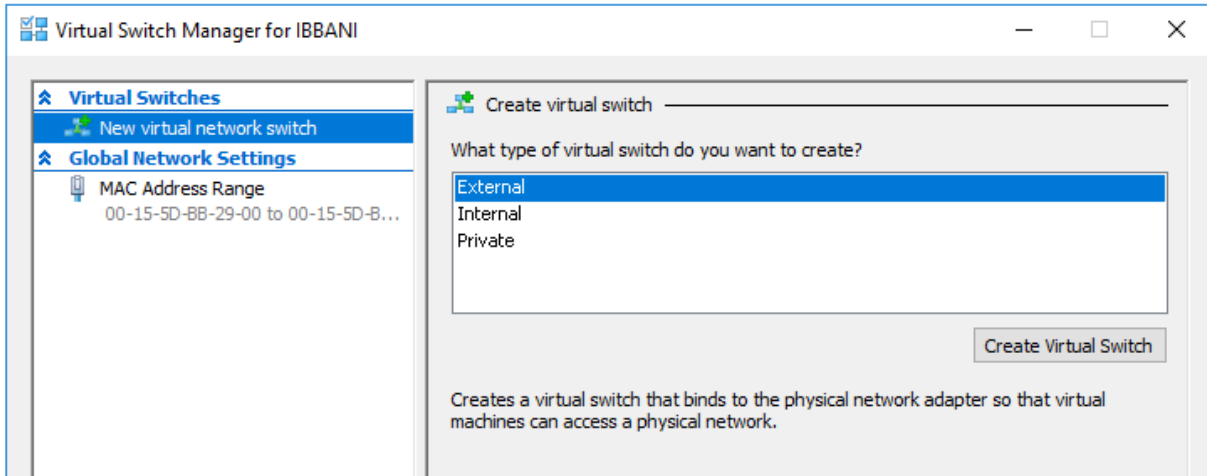 Virtual Switch Manager for IBBANI
Virtual Switches
New virtual network switch
Global Network Settings
MAC Address Range
00-15-5D-BB-29-00 to 00-15-5D-B...
Create virtual switch
What type of virtual switch do you want to create?
External
Internal
Private
Create Virtual Switch
Creates a virtual switch that binds to the physical network adapter so that virtual
machines can access a physical network.